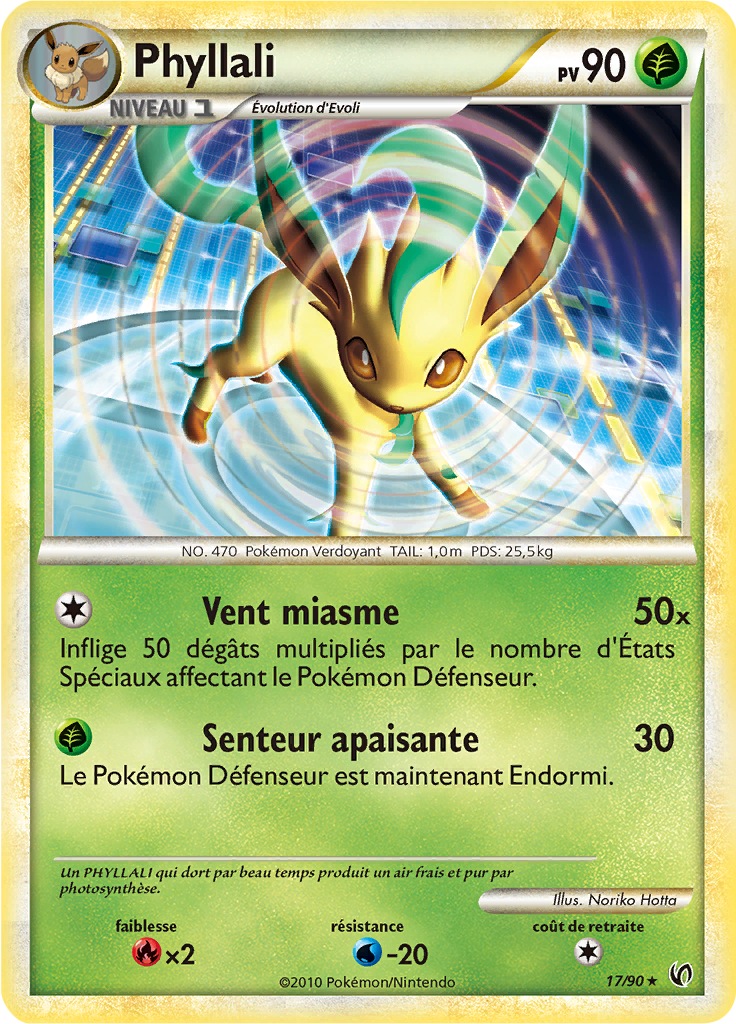 Phyllali
PV 90
NIVEAU 1
Évolution d'Evoli
NO. 470 Pokémon Verdoyant TAIL: 1,0m PDS: 25,5kg
Vent miasme 50x
Inflige 50 dégâts multipliés par le nombre d'États
Spéciaux affectant le Pokémon Défenseur.
Senteur apaisante 30
Le Pokémon Défenseur est maintenant Endormi.
Un PHYLLALI qui dort par beau temps produit un air frais et pur par
photosynthèse.
Illus. Noriko Hotta
faiblesse résistance coût de retraite
×2 -20
©2010 Pokémon/Nintendo 17/90 ★